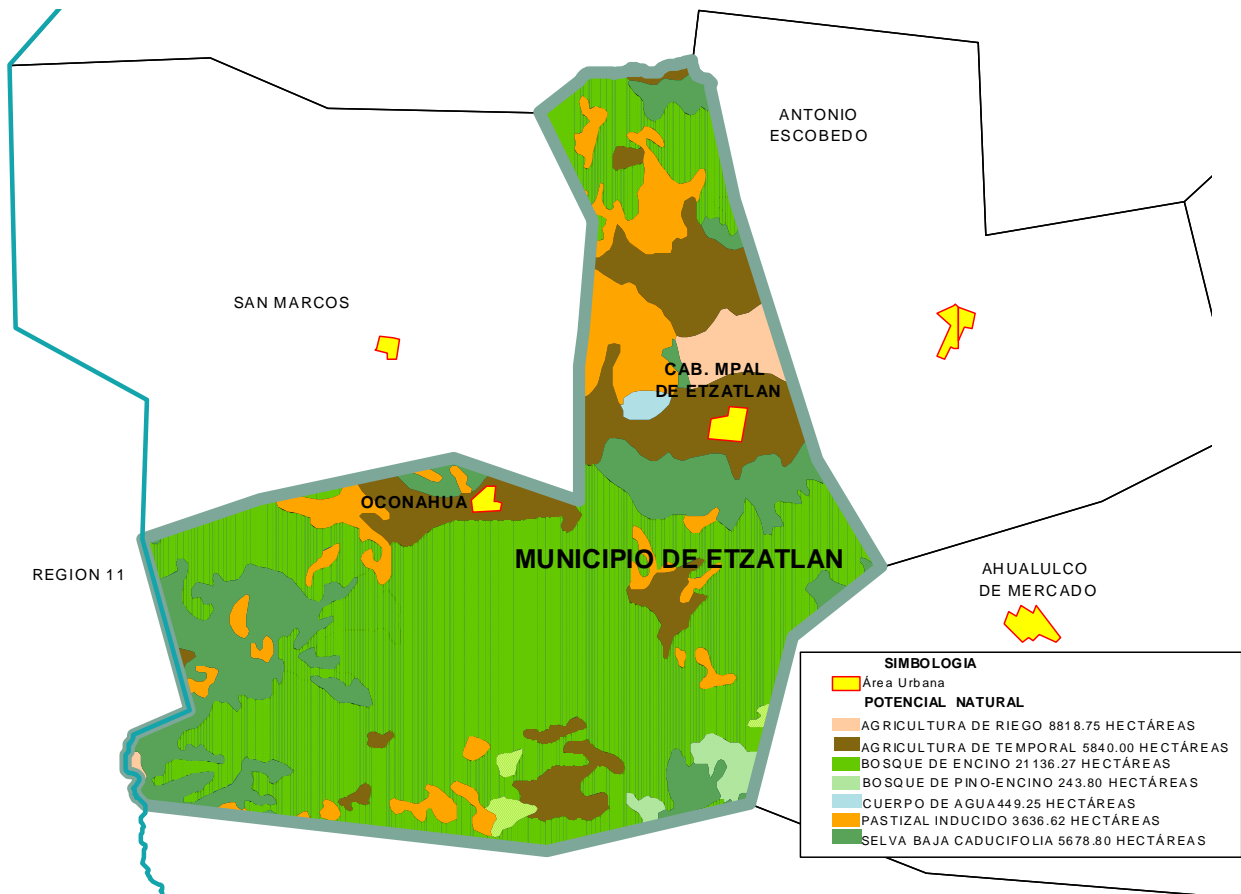 ANTONIO
ESCOBEDO
SAN MARCOS
CAB. MPAL
DE ETZATLAN
OCONAHUA
MUNICIPIO DE ETZATLAN
REGION 11
AHUALULCO
DE MERCADO
SIMBOLOGIA
Área Urbana
POTENCIAL NATURAL
AGRICULTURA DE RIEGO 8818.75 HECTÁREAS
AGRICULTURA DE TEMPORAL 5840.00 HECTÁREAS
BOSQUE DE ENCINO 21136.27 HECTÁREAS
BOSQUE DE PINO-ENCINO 243.80 HECTÁREAS
CUERPO DE AGUA449.25 HECTÁREAS
PASTIZAL INDUCIDO 3636.62 HECTÁREAS
SELVA BAJA CADUCIFOLIA 5678.80 HECTÁREAS